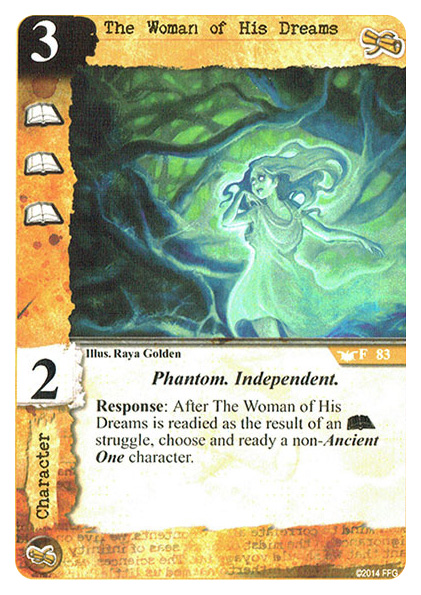 3
The Woman of His Dreams
Illus. Raya Golden
F 83
2
Phantom. Independent.
Response: After The Woman of His
Dreams is readied as the result of an
struggle, choose and ready a non-Ancient
One character.
Character
©2014 FFG